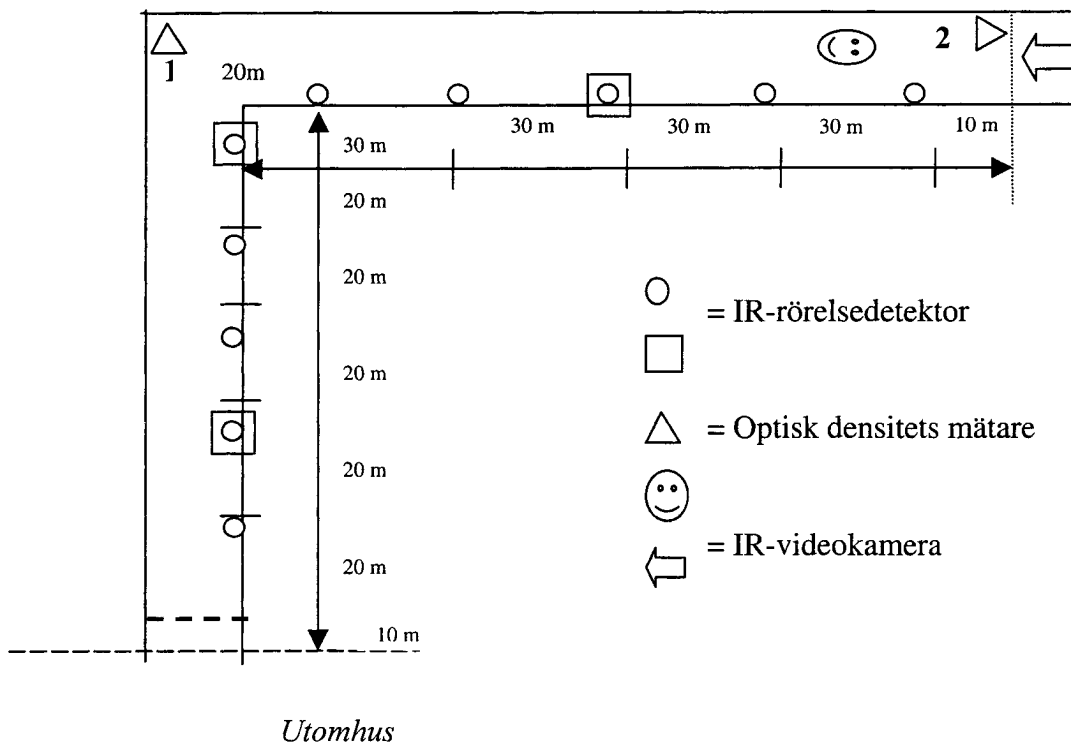 2
1
20m
30 m
30 m
30 m
10 m
30 m
20 m
20 m
20 m
20 m
20 m
10 m
= IR-rörelsedetektor
= Optisk densitets mätare
= IR-videokamera
Utomhus